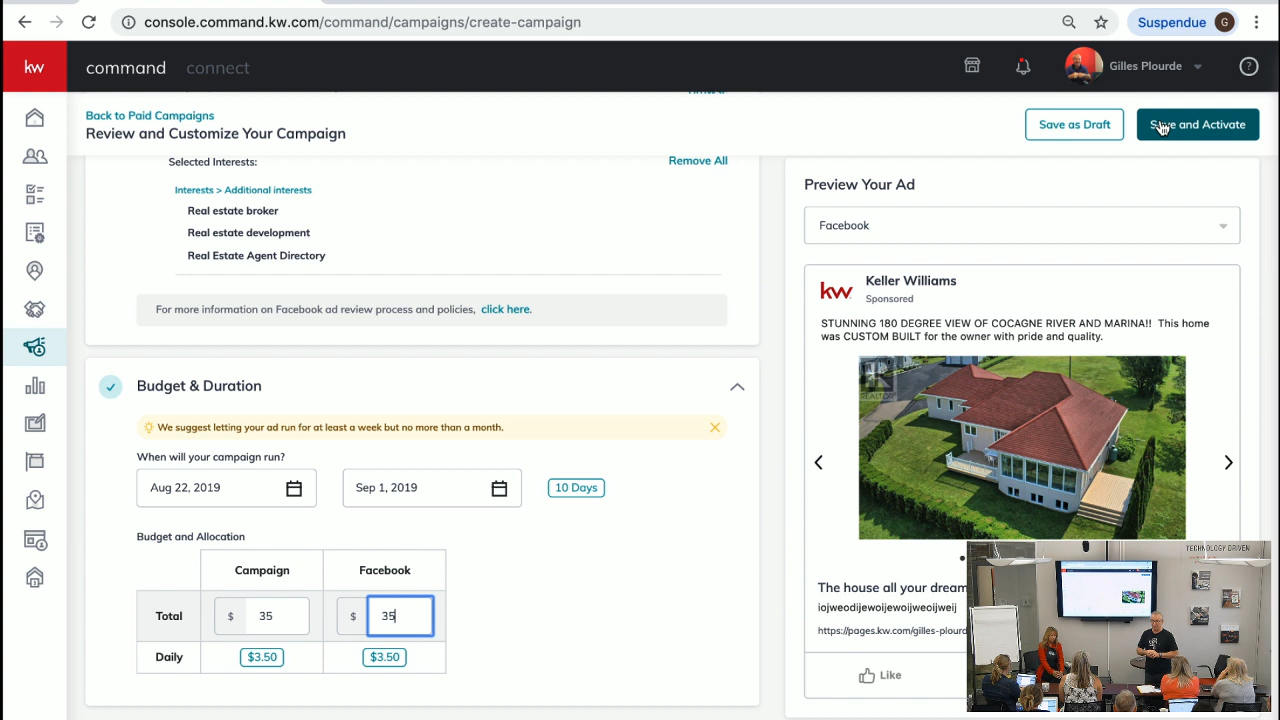 console.command.kw.com/command/campaigns/create-campaign
Suspendue
G
kw
command
connect
Gilles Plourde
?
Back to Paid Campaigns
Review and Customize Your Campaign
Save as Draft
Save and Activate
Selected Interests:
Remove All
Interests > Additional interests
Real estate broker
Real estate development
Real Estate Agent Directory
For more information on Facebook ad review process and policies, click here.
Budget & Duration
We suggest letting your ad run for at least a week but no more than a month.
When will your campaign run?
Aug 22, 2019
Sep 1, 2019
10 Days
Budget and Allocation
Campaign
Facebook
Total
$ 35
$ 35
Daily
$3.50
$3.50
Preview Your Ad
Facebook
kw
Keller Williams
Sponsored
STUNNING 180 DEGREE VIEW OF COCAGNE RIVER AND MARINA!! This home
was CUSTOM BUILT for the owner with pride and quality.
REALTOR
The house all your dream
iojweodijewoijewoijweoijweij
https://pages.kw.com/gilles-plourd
Like
TECHNOLOGY DRIVEN